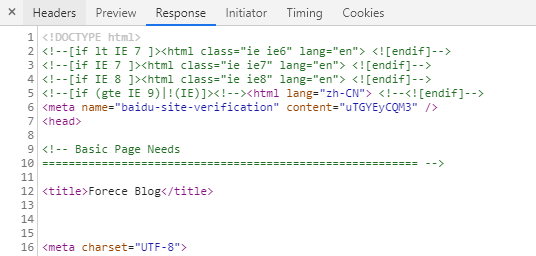 × Headers Preview Response Initiator Timing Cookies
1 <!DOCTYPE html>
2 <!--[if lt IE 7 ]><html class="ie ie6" lang="en"> <![endif]-->
3 <!--[if IE 7 ]><html class="ie ie7" lang="en"> <![endif]-->
4 <!--[if IE 8 ]><html class="ie ie8" lang="en"> <![endif]-->
5 <!--[if (gte IE 9)|!(IE)]><!--><html lang="zh-CN"> <!--<![endif]-->
6 <meta name="baidu-site-verification" content="uTGYEyCQM3" />
7 <head>
8
9 <!-- Basic Page Needs
10 ========================================================= -->
11
12 <title>Forece Blog</title>
13
14
15
16 <meta charset="UTF-8">